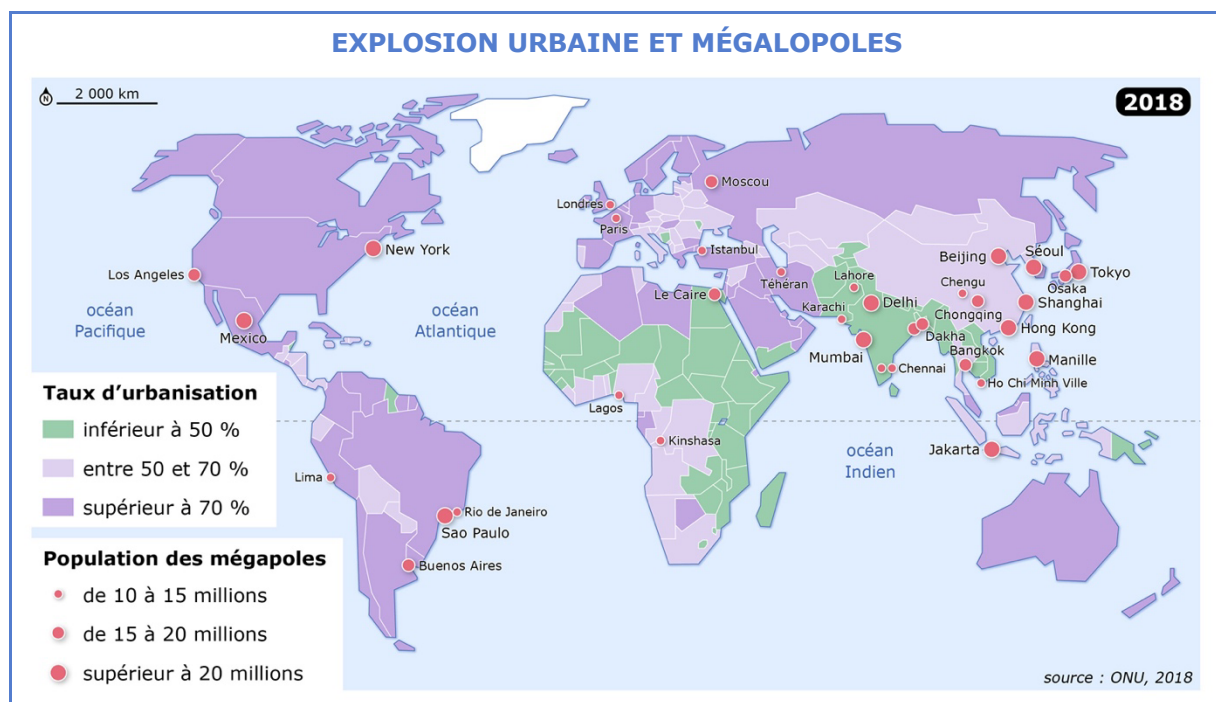 EXPLOSION URBAINE ET MÉGALOPOLES
2 000 km
N
2018
Moscou
Londres
Paris
Istanbul
New York
Los Angeles
Téhéran
Lahore
Beijing
Séoul
Tokyo
Osaka
Chengu
Chongqing
Shanghai
Le Caire
Karachi
Delhi
océan
Pacifique
océan
Atlantique
Mexico
Mumbai
Dakha
Hong Kong
Bangkok
Manille
Chennai
Ho Chi Minh Ville
Lagos
Kinshasa
Jakarta
océan
Indien
Lima
Rio de Janeiro
Sao Paulo
Buenos Aires
Taux d’urbanisation
inférieur à 50 %
entre 50 et 70 %
supérieur à 70 %
Population des mégapoles
de 10 à 15 millions
de 15 à 20 millions
supérieur à 20 millions
source : ONU, 2018